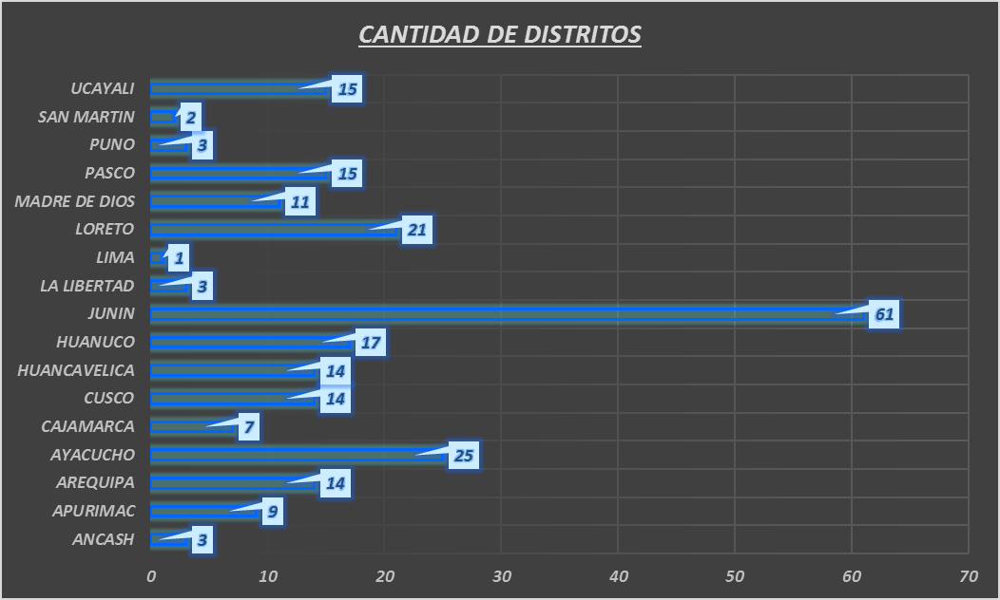 CANTIDAD DE DISTRITOS
UCAYALI 15
SAN MARTIN 2
PUNO 3
PASCO 15
MADRE DE DIOS 11
LORETO 21
LIMA 1
LA LIBERTAD 3
JUNIN 61
HUANUCO 17
HUANCAVELICA 14
CUSCO 14
CAJAMARCA 7
AYACUCHO 25
AREQUIPA 14
APURIMAC 9
ANCASH 3
0 10 20 30 40 50 60 70